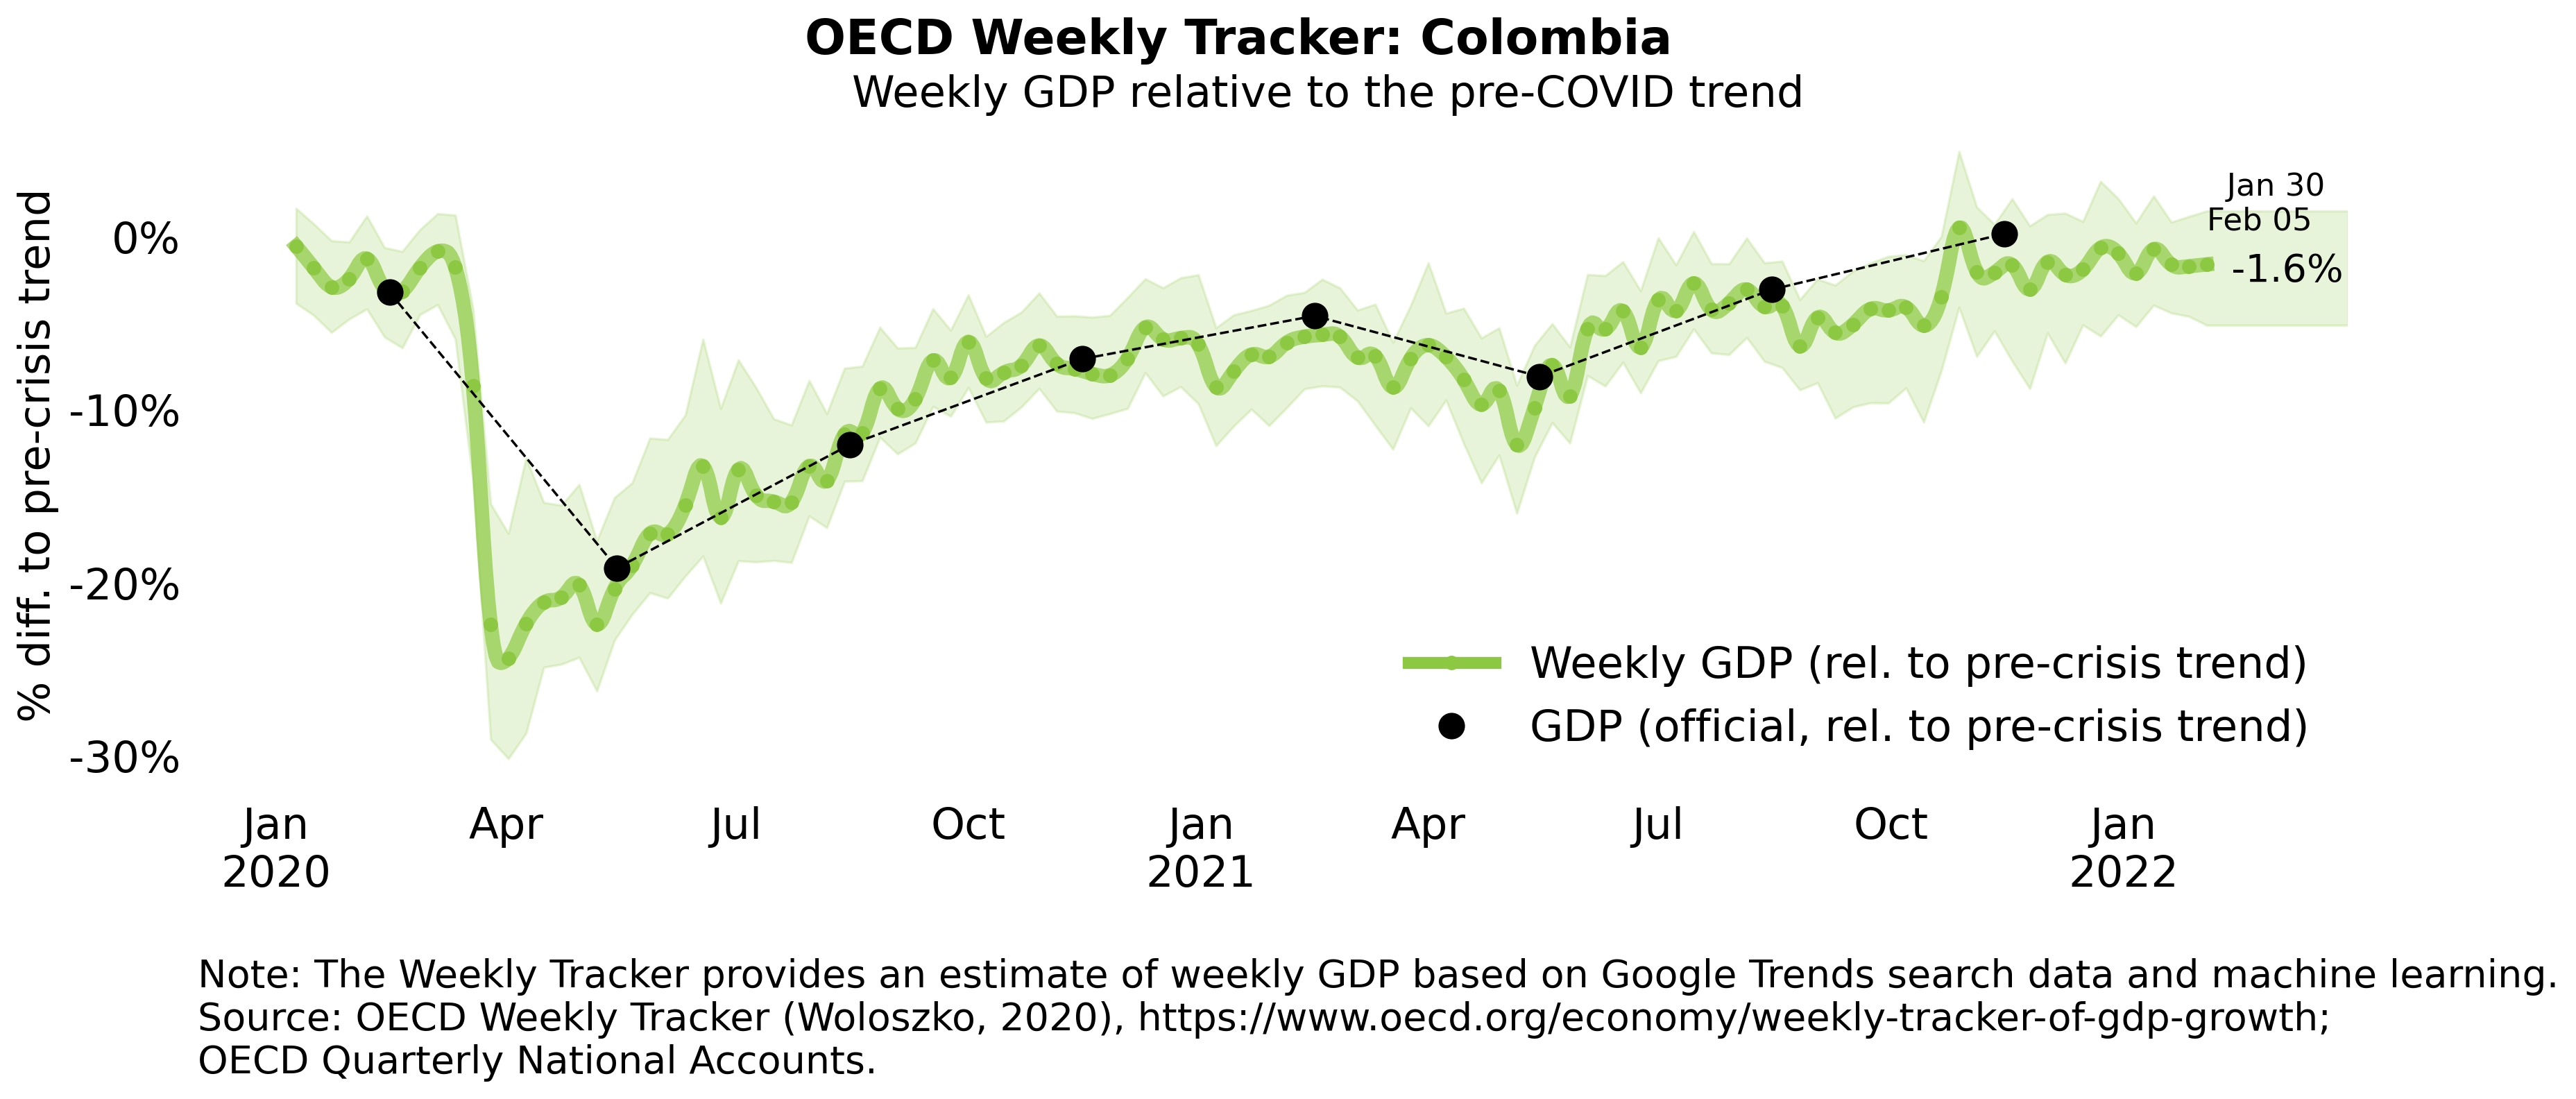 OECD Weekly Tracker: Colombia
Weekly GDP relative to the pre-COVID trend
% diff. to pre-crisis trend
0%
-10%
-20%
-30%
Jan 30
Feb 05
-1.6%
Weekly GDP (rel. to pre-crisis trend)
GDP (official, rel. to pre-crisis trend)
Jan Apr Jul Oct Jan Apr Jul Oct Jan
2020 2021 2022
Note: The Weekly Tracker provides an estimate of weekly GDP based on Google Trends search data and machine learning.
Source: OECD Weekly Tracker (Woloszko, 2020), https://www.oecd.org/economy/weekly-tracker-of-gdp-growth;
OECD Quarterly National Accounts.